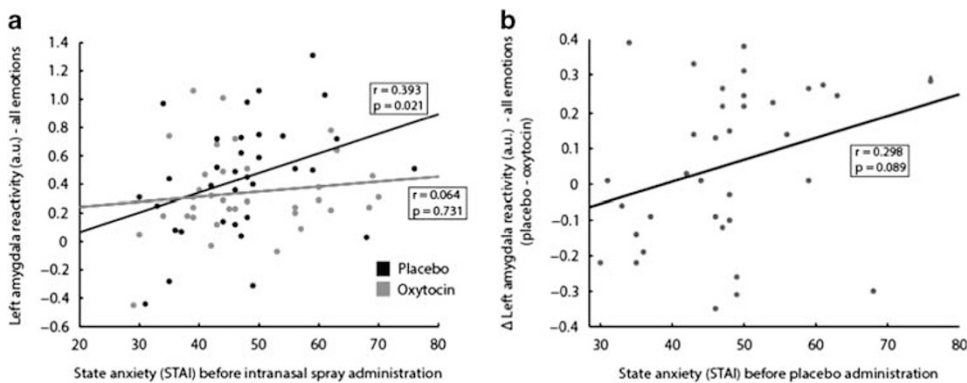 a
Left amygdala reactivity (a.u.) - all emotions
1.4
1.2
1.0
0.8
0.6
0.4
0.2
0
−0.2
−0.4
−0.6
r = 0.393
p = 0.021
r = 0.064
p = 0.731
Placebo
Oxytocin
20 30 40 50 60 70 80
State anxiety (STAI) before intranasal spray administration
b
Δ Left amygdala reactivity (a.u.) - all emotions
(placebo - oxytocin)
0.4
0.3
0.2
0.1
0
−0.1
−0.2
−0.3
−0.4
r = 0.298
p = 0.089
30 40 50 60 70 80
State anxiety (STAI) before placebo administration